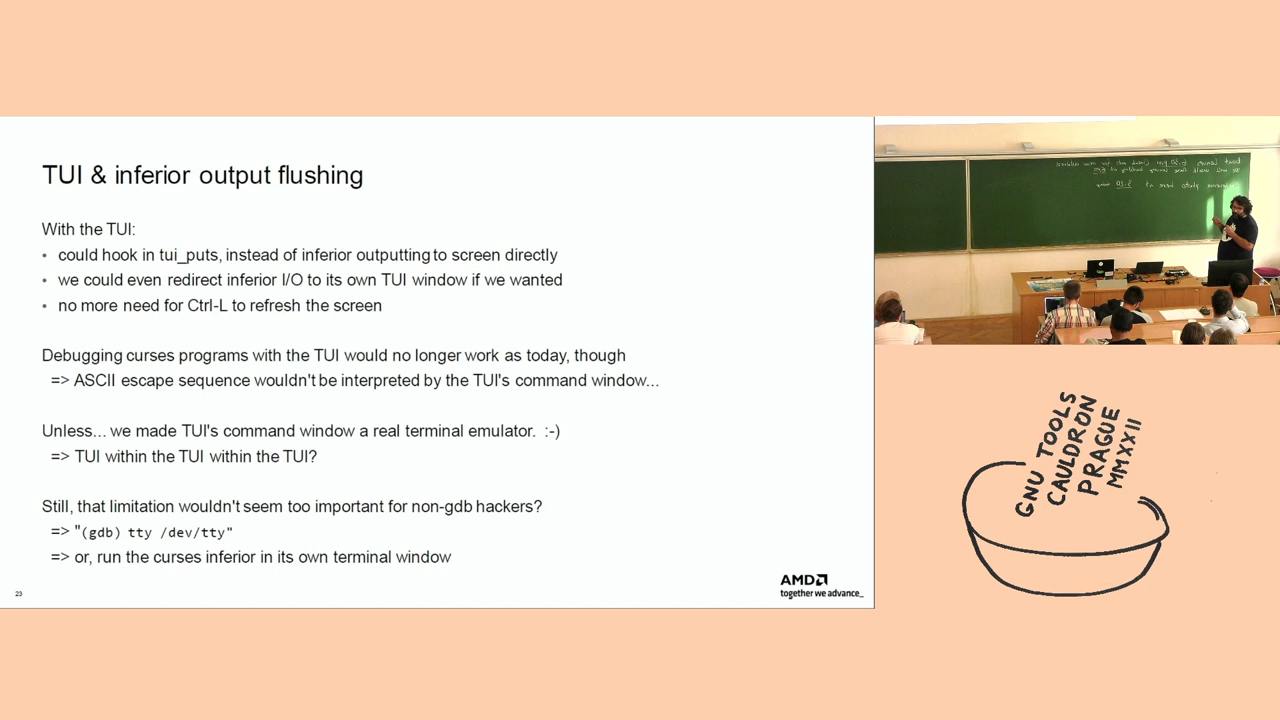 TUI & inferior output flushing
With the TUI:
• could hook in tui_puts, instead of inferior outputting to screen directly
• we could even redirect inferior I/O to its own TUI window if we wanted
• no more need for Ctrl-L to refresh the screen
Debugging curses programs with the TUI would no longer work as today, though
=> ASCII escape sequence wouldn't be interpreted by the TUI's command window...
Unless... we made TUI's command window a real terminal emulator. :-)
=> TUI within the TUI within the TUI?
Still, that limitation wouldn't seem too important for non-gdb hackers?
=> "(gdb) tty /dev/tty"
=> or, run the curses inferior in its own terminal window
23
AMD
together we advance_
GNU TOOLS
CAULDRON
PRAGUE
MMXXII